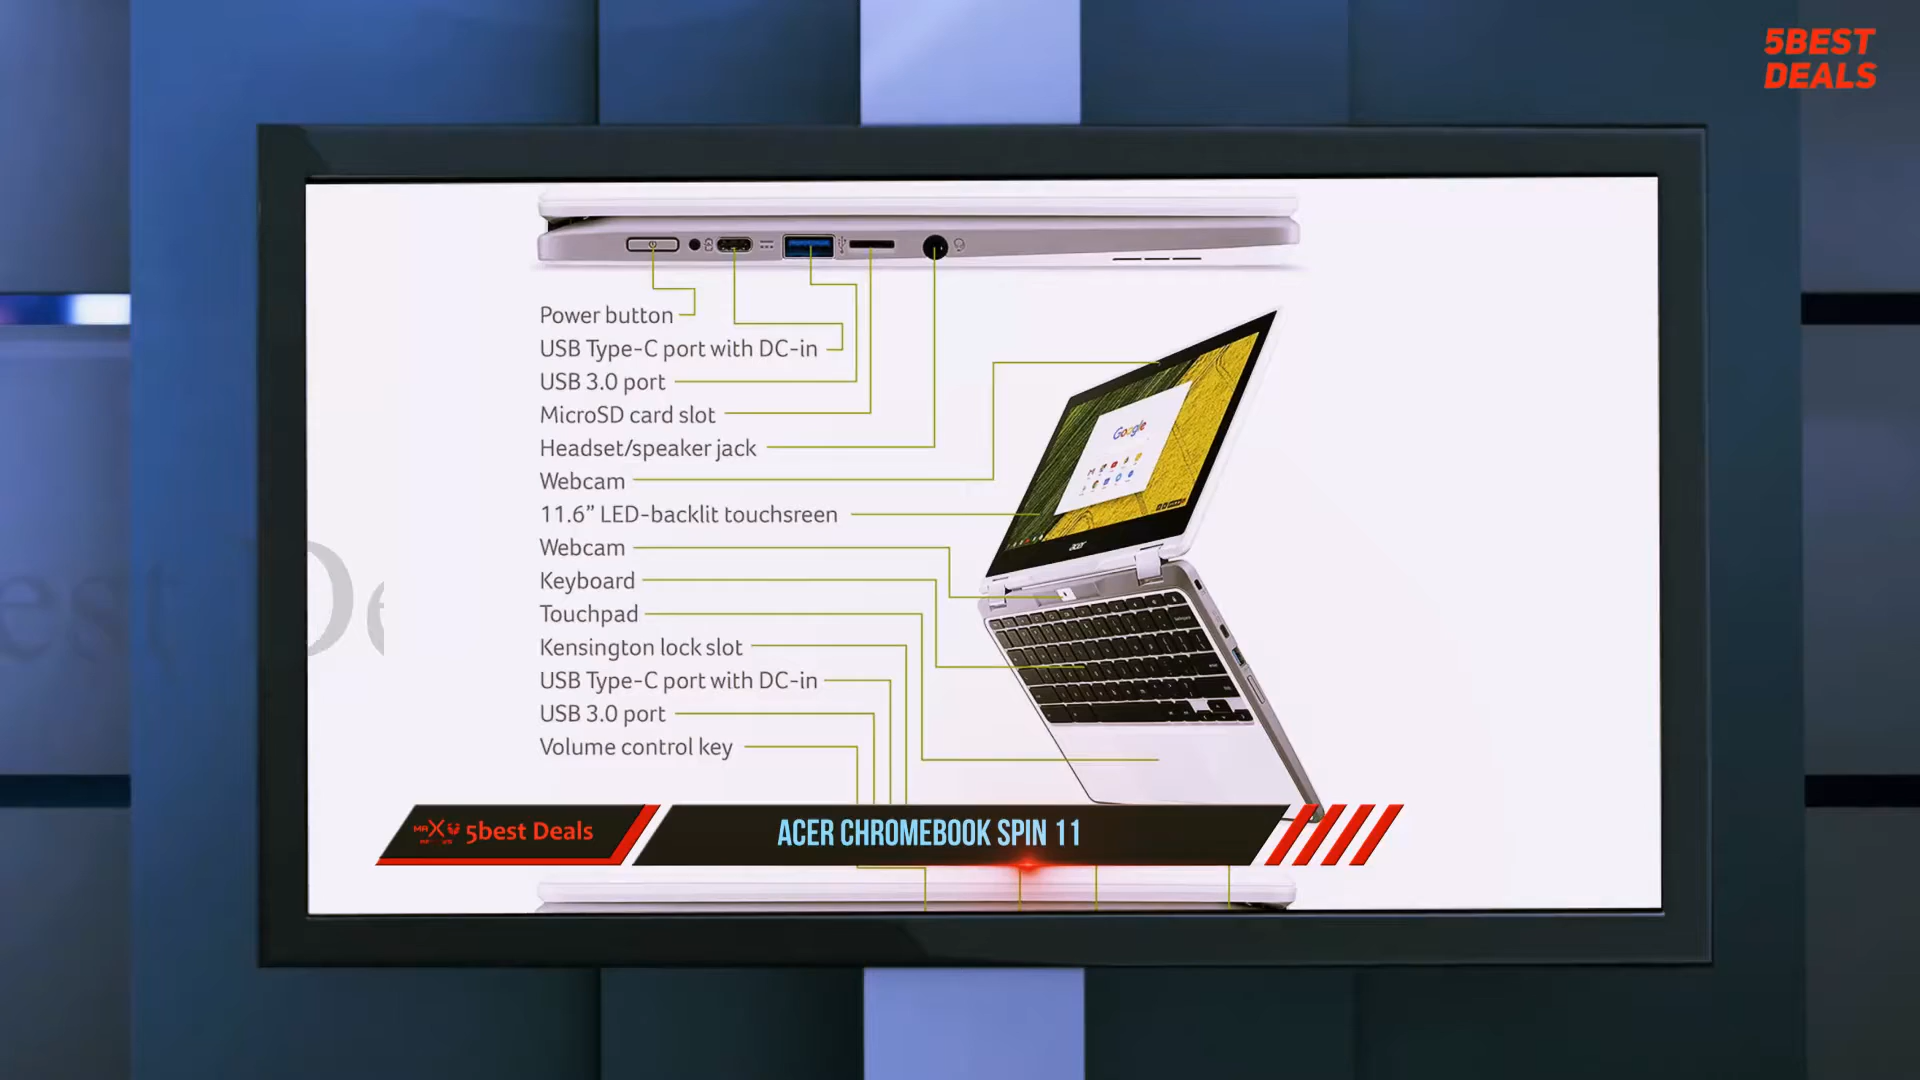 5BEST
DEALS
Power button
USB Type-C port with DC-in
USB 3.0 port
MicroSD card slot
Headset/speaker jack
Webcam
11.6” LED-backlit touchsreen
Webcam
Keyboard
Touchpad
Kensington lock slot
USB Type-C port with DC-in
USB 3.0 port
Volume control key
Google
acer
5best Deals
ACER CHROMEBOOK SPIN 11